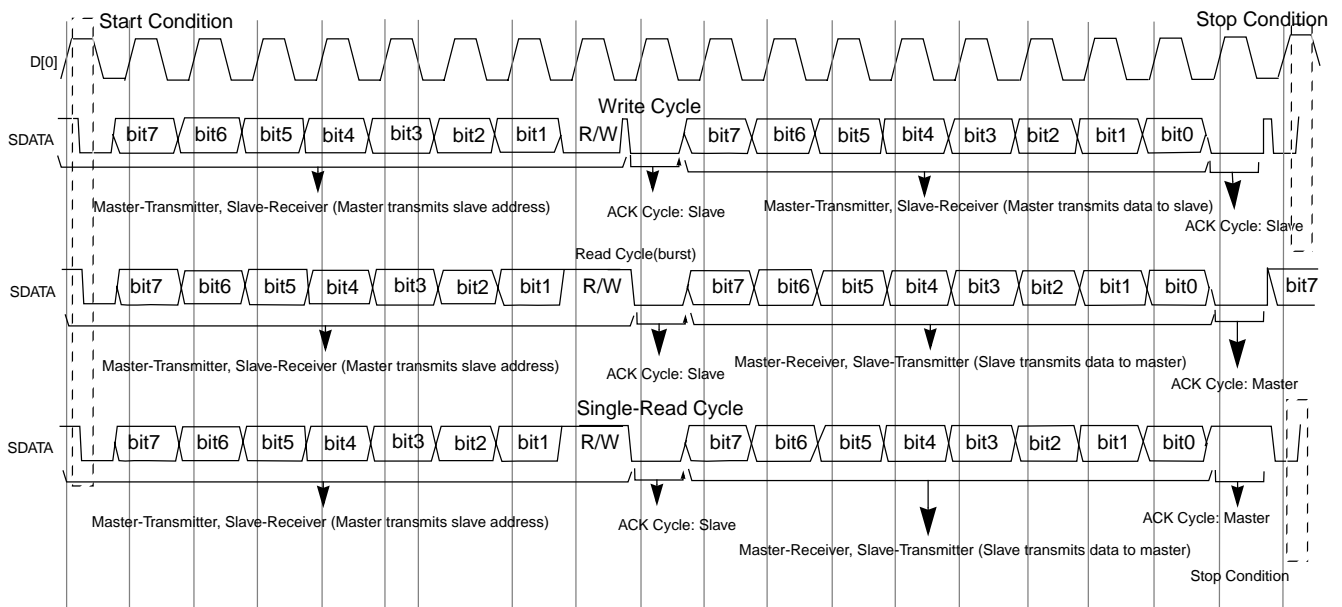 Start Condition
Stop Condition
D[0]
Write Cycle
SDATA
bit7 bit6 bit5 bit4 bit3 bit2 bit1 R/W bit7 bit6 bit5 bit4 bit3 bit2 bit1 bit0
Master-Transmitter, Slave-Receiver (Master transmits slave address)
ACK Cycle: Slave
Master-Transmitter, Slave-Receiver (Master transmits data to slave)
ACK Cycle: Slave
Read Cycle(burst)
SDATA
bit7 bit6 bit5 bit4 bit3 bit2 bit1 R/W bit7 bit6 bit5 bit4 bit3 bit2 bit1 bit0 bit7
Master-Transmitter, Slave-Receiver (Master transmits slave address)
ACK Cycle: Slave
Master-Receiver, Slave-Transmitter (Slave transmits data to master)
ACK Cycle: Master
Single-Read Cycle
SDATA
bit7 bit6 bit5 bit4 bit3 bit2 bit1 R/W bit7 bit6 bit5 bit4 bit3 bit2 bit1 bit0
Master-Transmitter, Slave-Receiver (Master transmits slave address)
ACK Cycle: Slave
ACK Cycle: Master
Master-Receiver, Slave-Transmitter (Slave transmits data to master)
Stop Condition